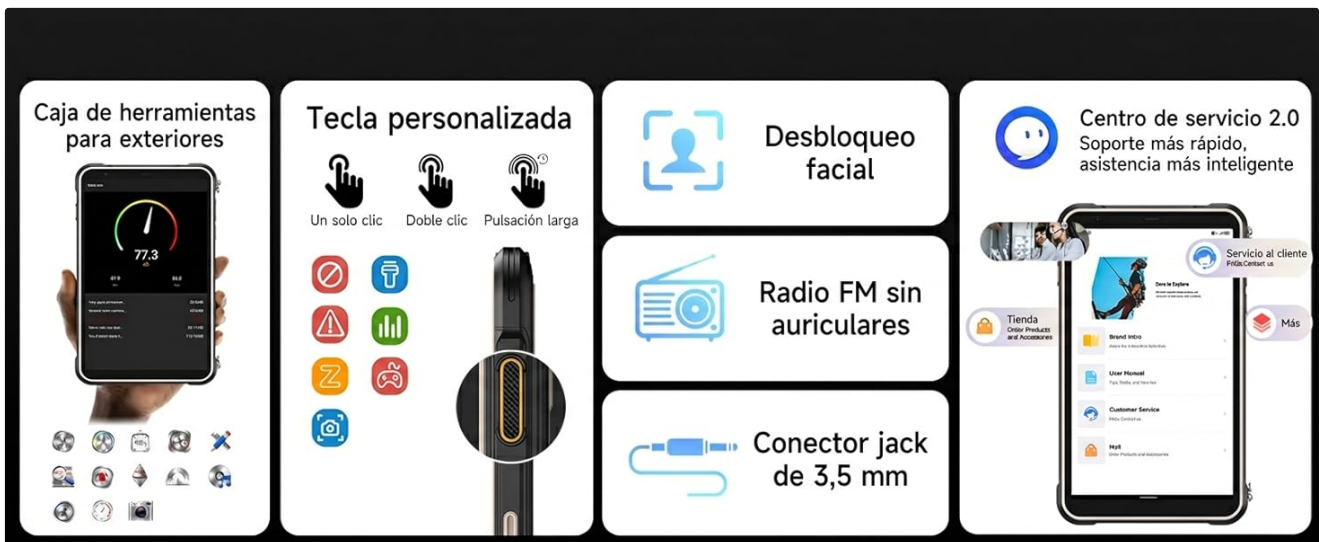 Caja de herramientas
para exteriores
77.3
Tecla personalizada
Un solo clic
Doble clic
Pulsación larga
Desbloqueo
facial
Radio FM sin
auriculares
Conector jack
de 3,5 mm
Centro de servicio 2.0
Soporte más rápido,
asistencia más inteligente
Servicio al cliente
Tienda
Order Products
and Accessories
Más
Brand Intro
User Manual
Customer Service
Mall
Order Products and Accessories